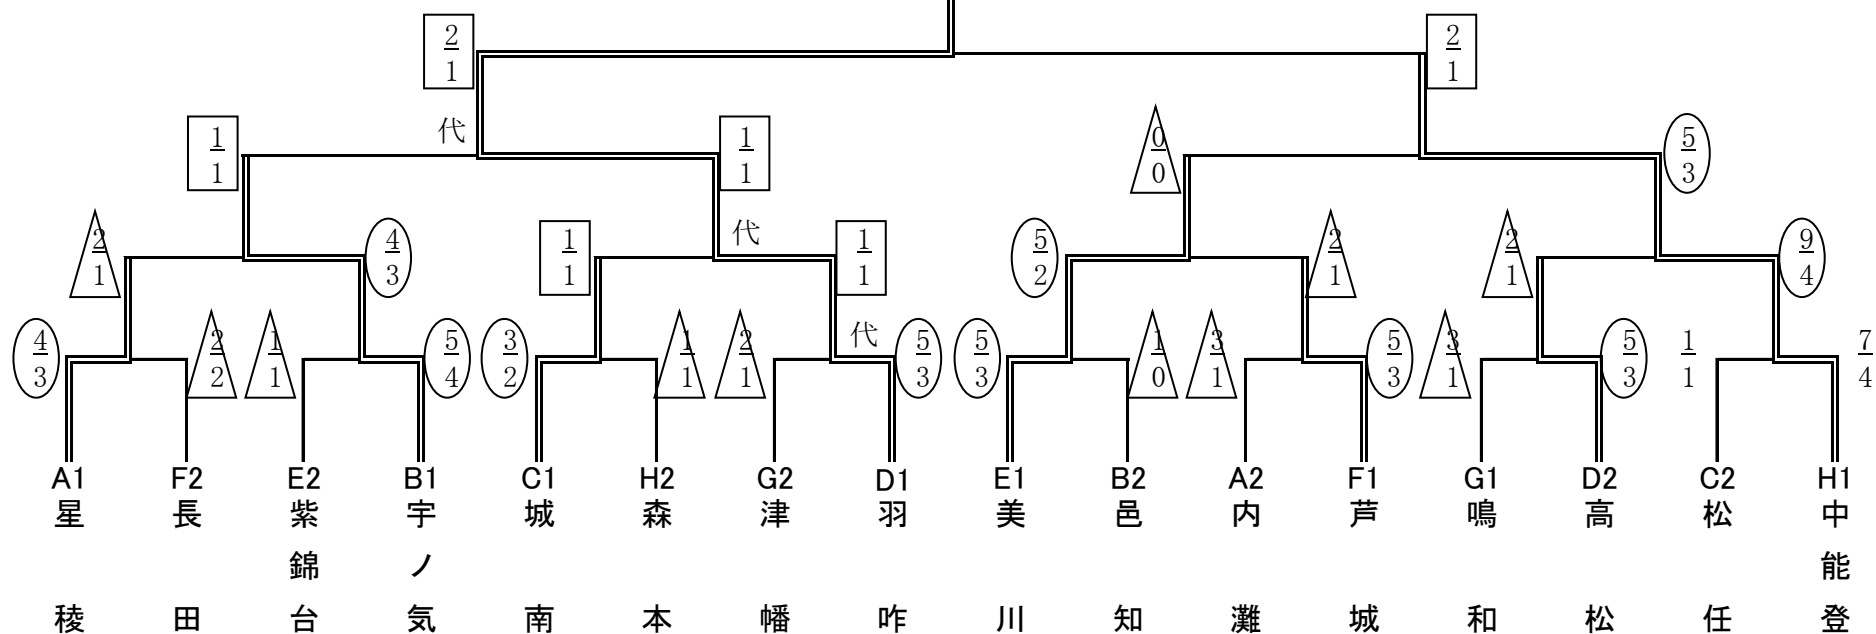 2 2
1 1
代
1 1 0 5
1 1 0 3
代
2 4 1 1 5 2 2 9
1 3 1 1 2 1 1 4
代
4 2 1 5 3 1 2 5 5 1 3 5 3 5 1 7
3 2 1 4 2 1 1 3 3 0 1 3 1 3 1 4
A1 F2 E2 B1 C1 H2 G2 D1 E1 B2 A2 F1 G1 D2 C2 H1
星稜 長田 紫錦台 宇ノ気 城南 森本 津幡 羽咋 美川 邑知 内灘 芦城 鳴和 高松 松任 中能登